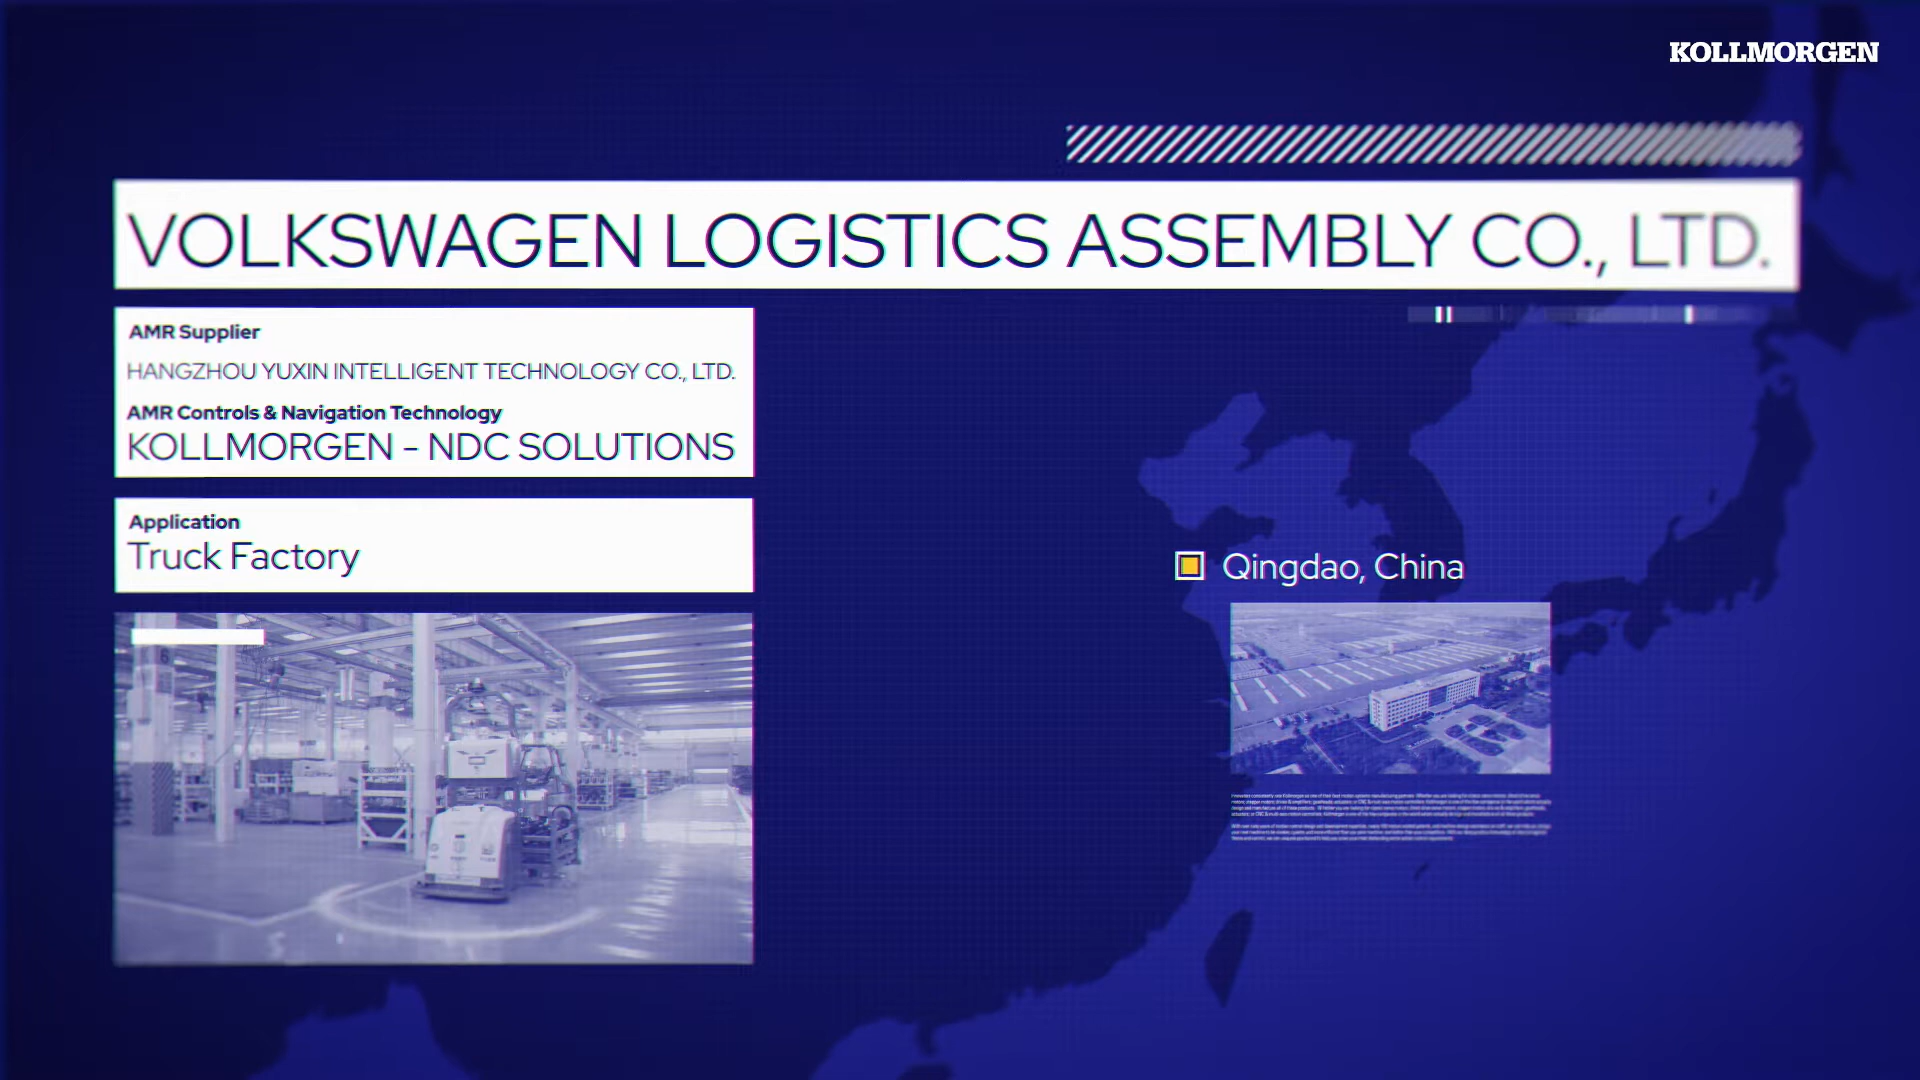 KOLLMORGEN
VOLKSWAGEN LOGISTICS ASSEMBLY CO., LTD.
AMR Supplier
HANGZHOU YUXIN INTELLIGENT TECHNOLOGY CO., LTD.
AMR Controls & Navigation Technology
KOLLMORGEN - NDC SOLUTIONS
Application
Truck Factory
Qingdao, China